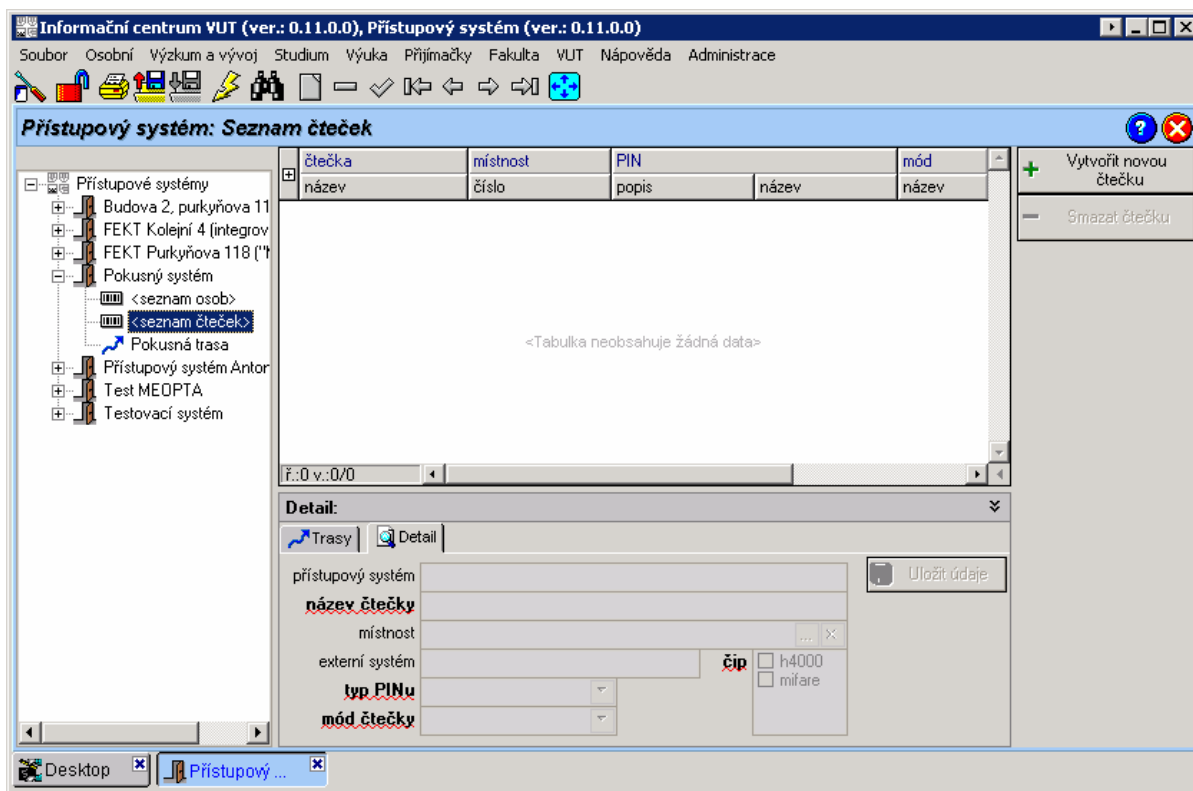 Informační centrum VUT (ver.: 0.11.0.0), Přístupový systém (ver.: 0.11.0.0)
Soubor Osobní Výzkum a vývoj Studium Výuka Přijímačky Fakulta VUT Nápověda Administrace
Přístupový systém: Seznam čteček
Přístupové systémy
Budova 2, purkyňova 11
FEKT Kolejní 4 (integrov
FEKT Purkyňova 118 ("h
Pokusný systém
<seznam osob>
<seznam čteček>
Pokusná trasa
Přístupový systém Antor
Test MEOPTA
Testovací systém
čtečka místnost PIN mód
název číslo popis název název
<Tabulka neobsahuje žádná data>
ř.:0 v.:0/0
Vytvořit novou
čtečku
Smazat čtečku
Detail:
Trasy Detail
přístupový systém
Uložit údaje
název čtečky
místnost ...
externí systém čip h4000
mifare
typ PINu
mód čtečky
Desktop Přístupový ...